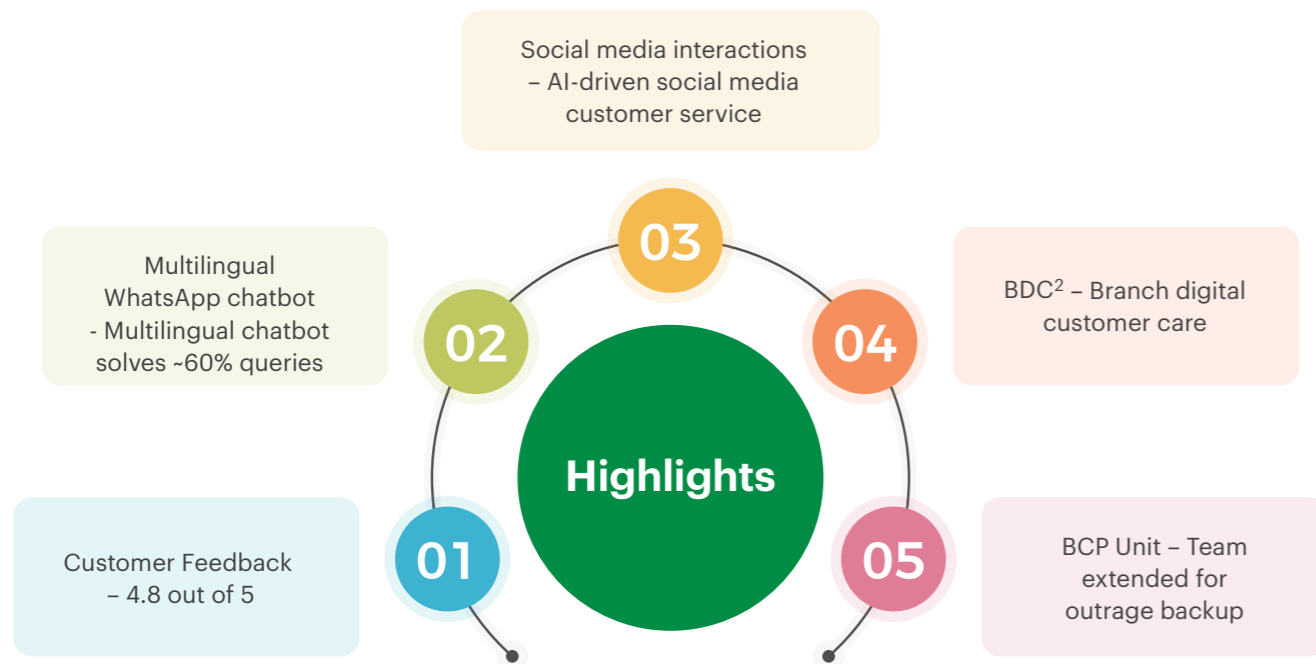 Social media interactions
– AI-driven social media
customer service
03
Multilingual
WhatsApp chatbot
- Multilingual chatbot
solves ~60% queries
02
04
BDC² – Branch digital
customer care
Highlights
Customer Feedback
– 4.8 out of 5
01
05
BCP Unit – Team
extended for
outrage backup